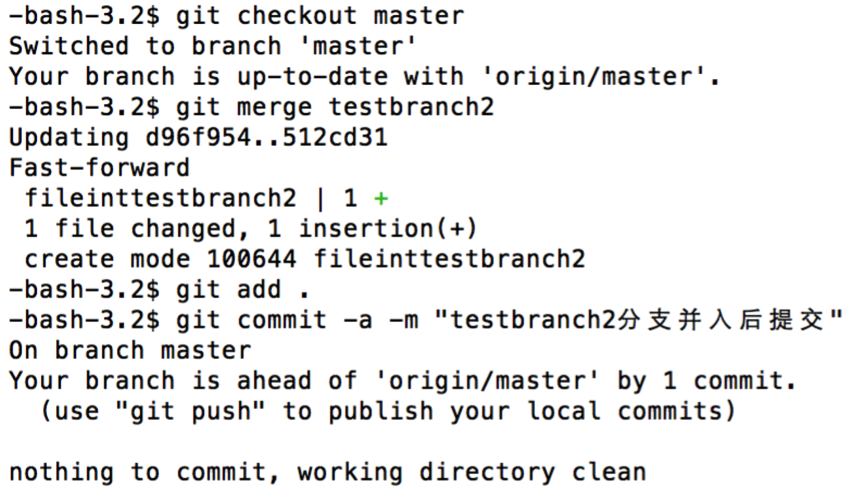 -bash-3.2$ git checkout master
Switched to branch 'master'
Your branch is up-to-date with 'origin/master'.
-bash-3.2$ git merge testbranch2
Updating d96f954..512cd31
Fast-forward
 fileinttestbranch2 | 1 +
 1 file changed, 1 insertion(+)
 create mode 100644 fileinttestbranch2
-bash-3.2$ git add .
-bash-3.2$ git commit -a -m "testbranch2分支并入后提交"
On branch master
Your branch is ahead of 'origin/master' by 1 commit.
  (use "git push" to publish your local commits)

nothing to commit, working directory clean